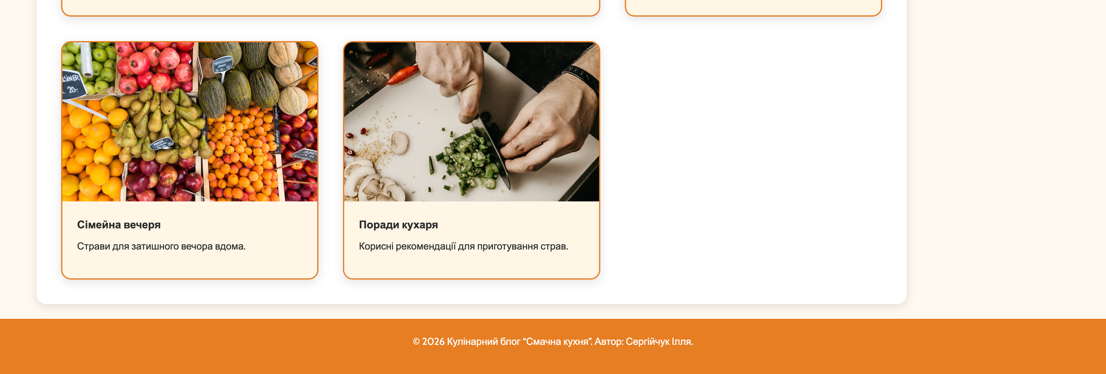 Сімейна вечеря
Страви для затишного вечора вдома.
Поради кухаря
Корисні рекомендації для приготування страв.
© 2026 Кулінарний блог “Смачна кухня”. Автор: Сергійчук Ілля.